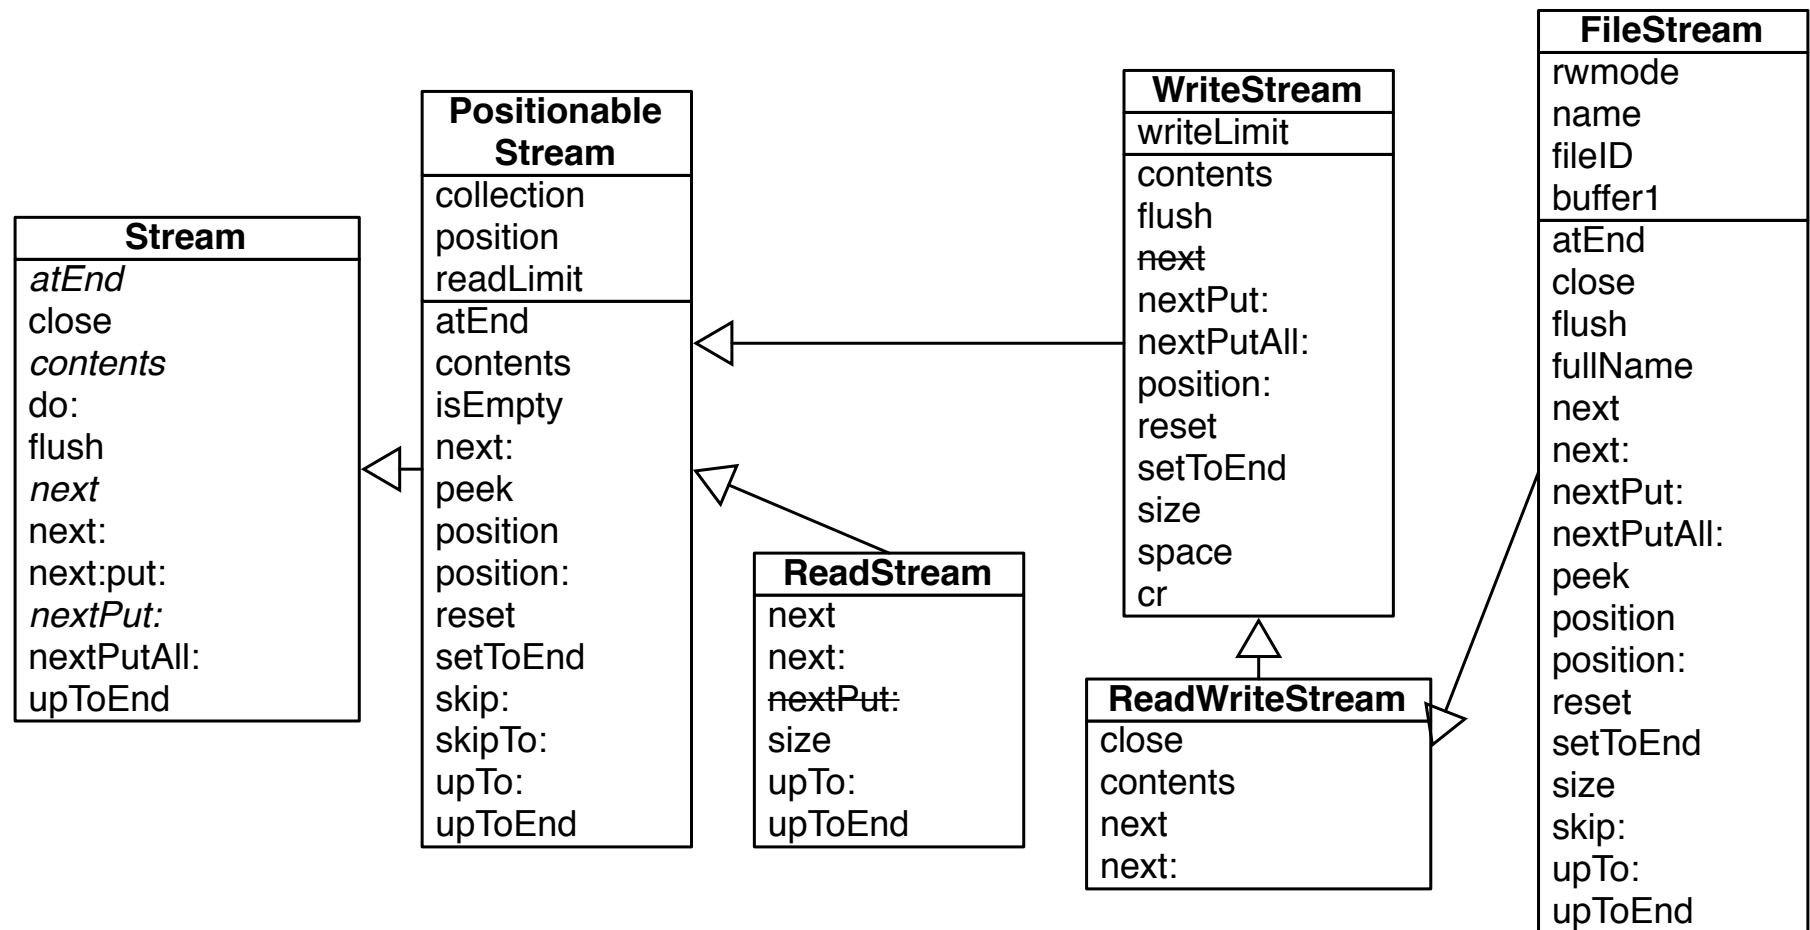 Stream
atEnd
close
contents
do:
flush
next
next:
next:put:
nextPut:
nextPutAll:
upToEnd
Positionable
Stream
collection
position
readLimit
atEnd
contents
isEmpty
next:
peek
position
position:
reset
setToEnd
skip:
skipTo:
upTo:
upToEnd
ReadStream
next
next:
nextPut:
size
upTo:
upToEnd
WriteStream
writeLimit
contents
flush
next
nextPut:
nextPutAll:
position:
reset
setToEnd
size
space
cr
ReadWriteStream
close
contents
next
next:
FileStream
rwmode
name
fileID
buffer1
atEnd
close
flush
fullName
next
next:
nextPut:
nextPutAll:
peek
position
position:
reset
setToEnd
size
skip:
upTo:
upToEnd